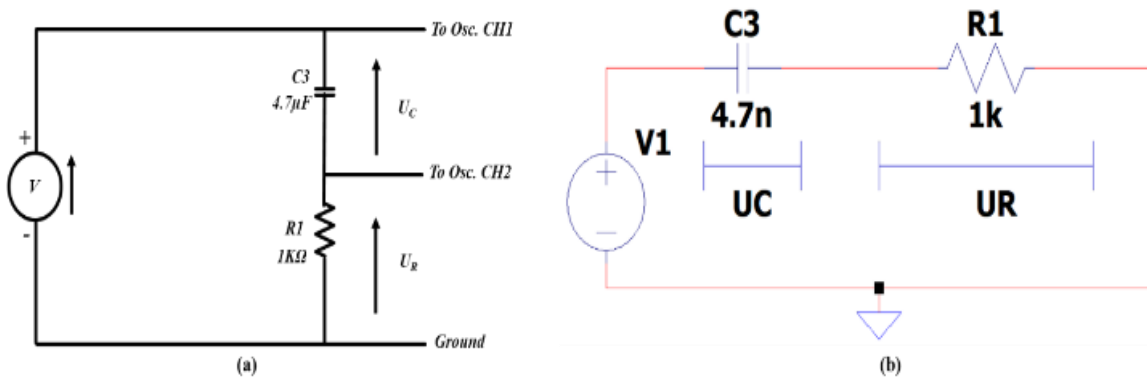 To Osc. CH1
C3
4.7µF
U_C
+
V
-
To Osc. CH2
R1
1KΩ
U_R
Ground
(a)
C3
R1
4.7n
1k
V1
UC
UR
(b)